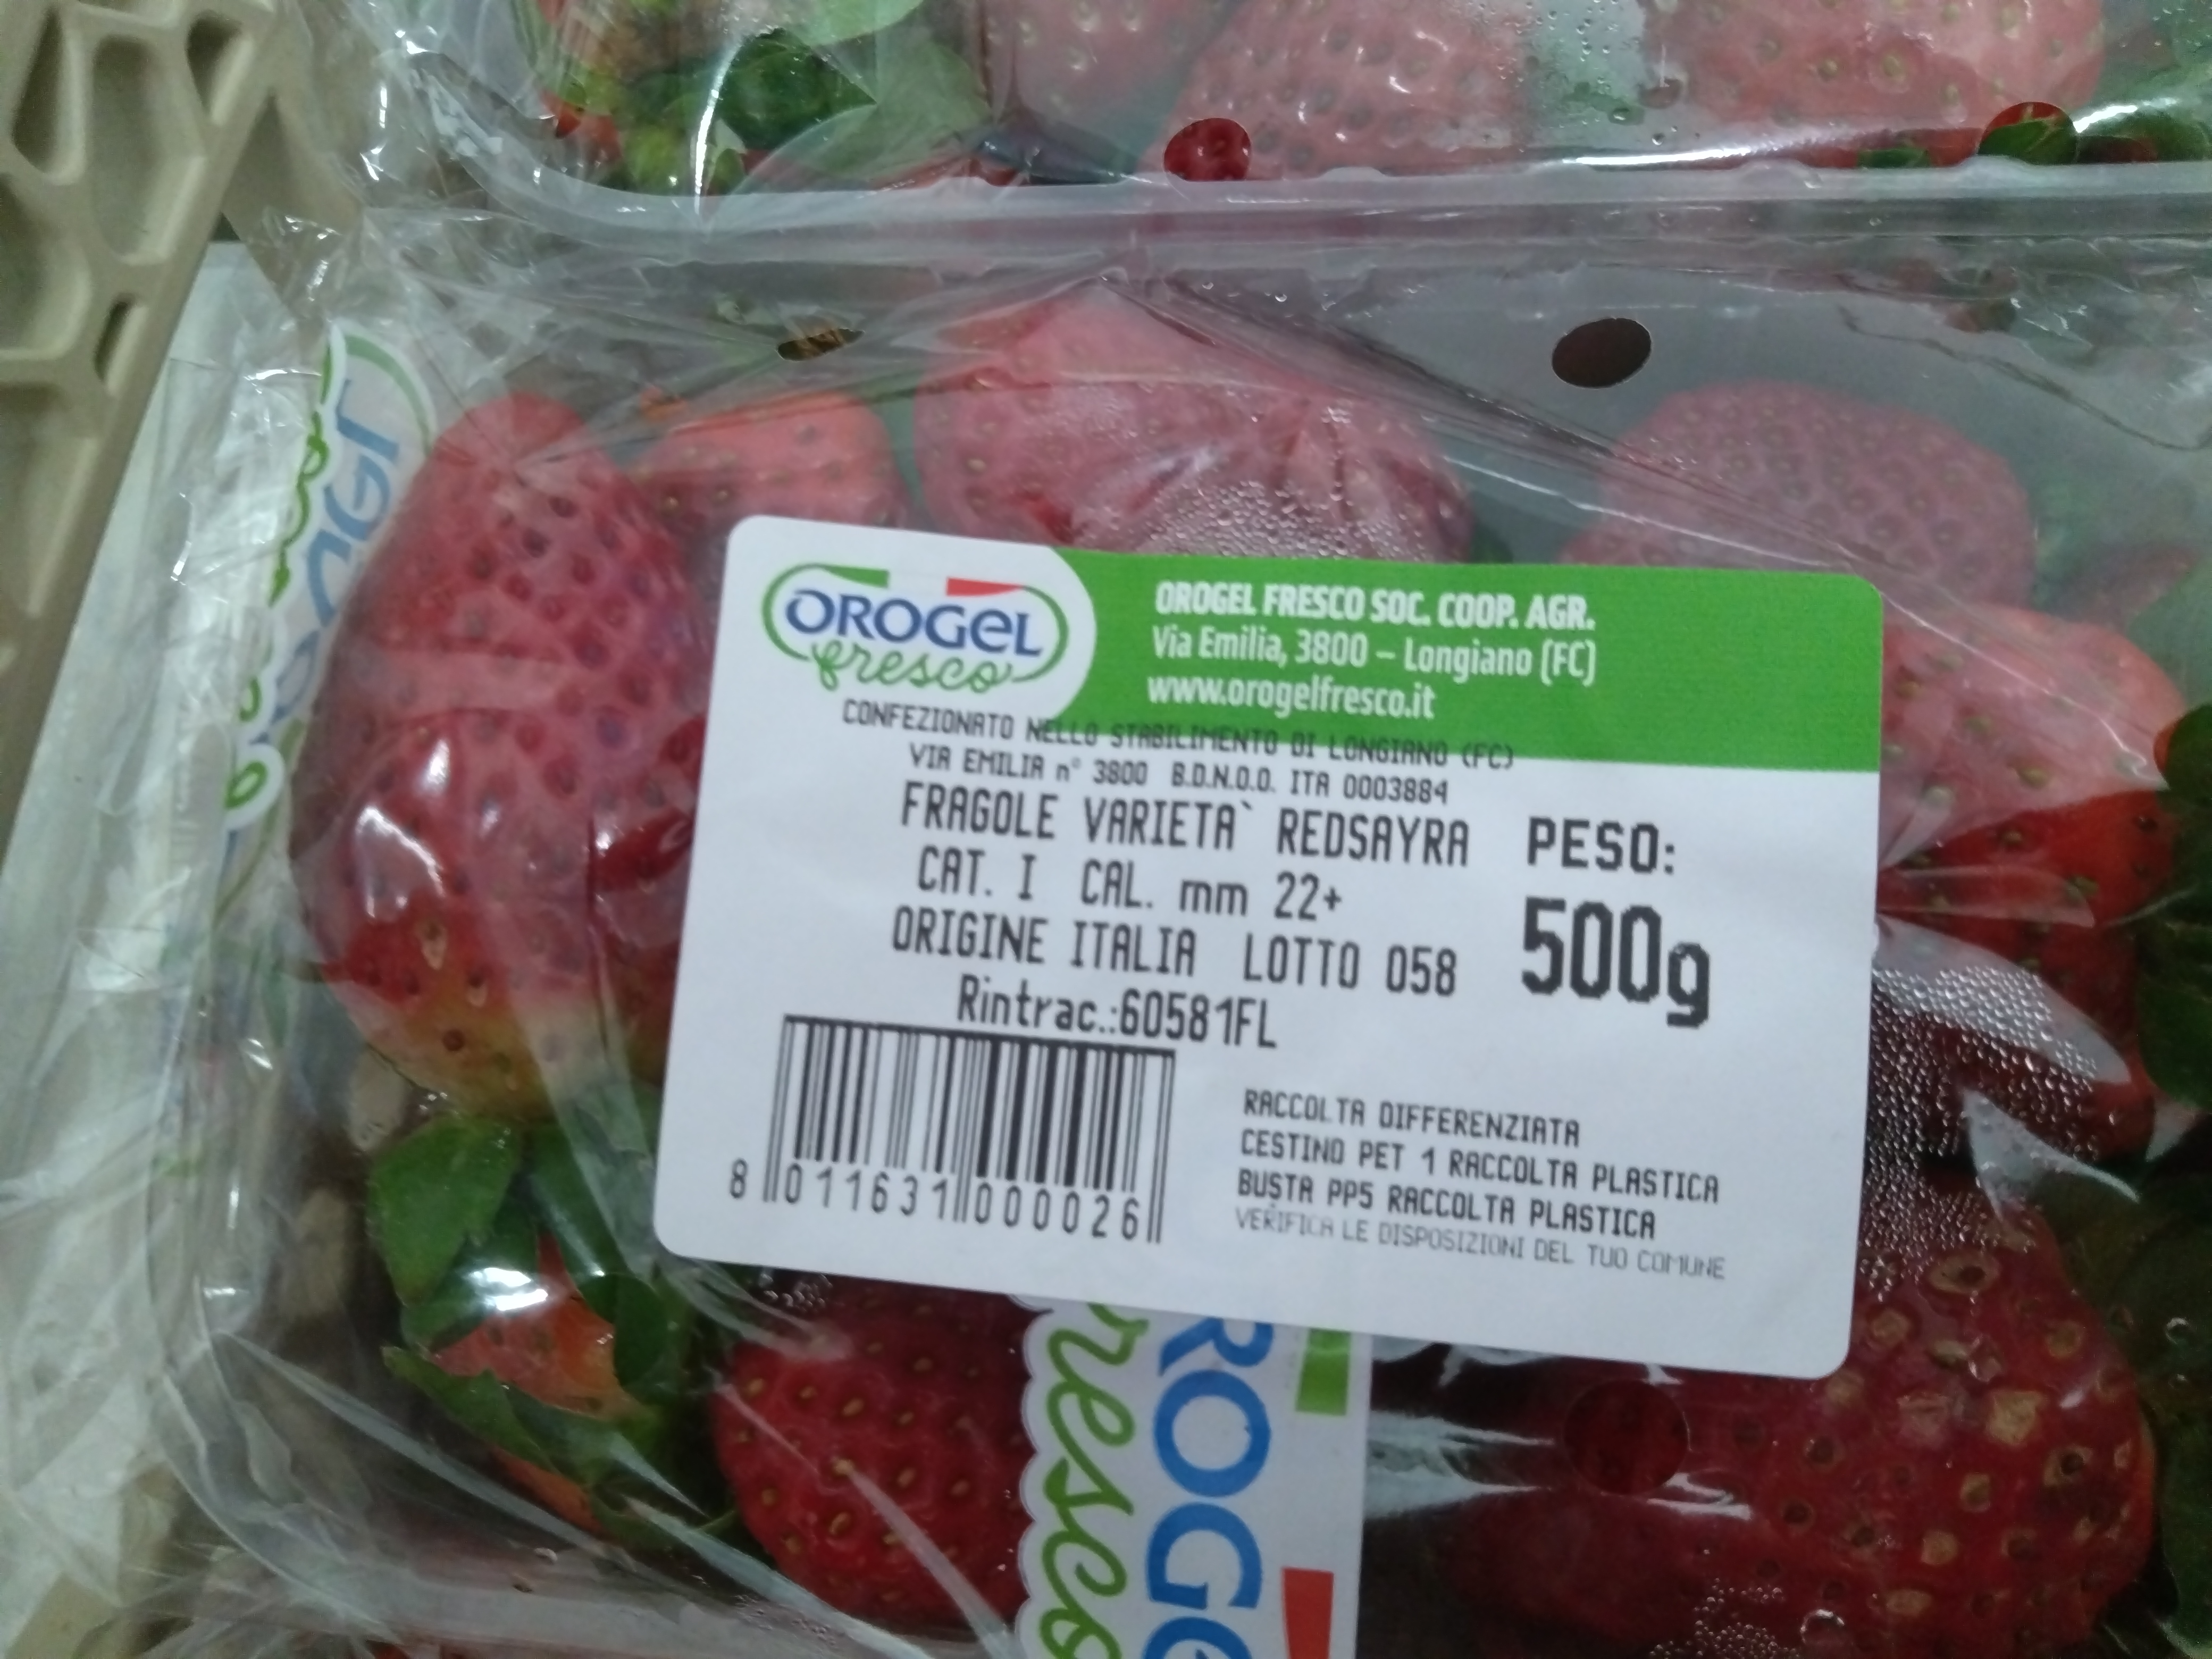 OROGEL
fresco
OROGEL FRESCO SOC. COOP. AGR.
Via Emilia, 3800 – Longiano (FC)
www.orogelfresco.it
CONFEZIONATO NELLO STABILIMENTO DI LONGIANO (FC)
VIA EMILIA n° 3800 B.D.N.O.O. ITA 0003884
FRAGOLE VARIETA` REDSAYRA
CAT. I CAL. mm 22+
ORIGINE ITALIA LOTTO 058
Rintrac.:60581FL
PESO:
500g
8 011631 000026
RACCOLTA DIFFERENZIATA
CESTINO PET 1 RACCOLTA PLASTICA
BUSTA PP5 RACCOLTA PLASTICA
VERIFICA LE DISPOSIZIONI DEL TUO COMUNE
ROGE
resco